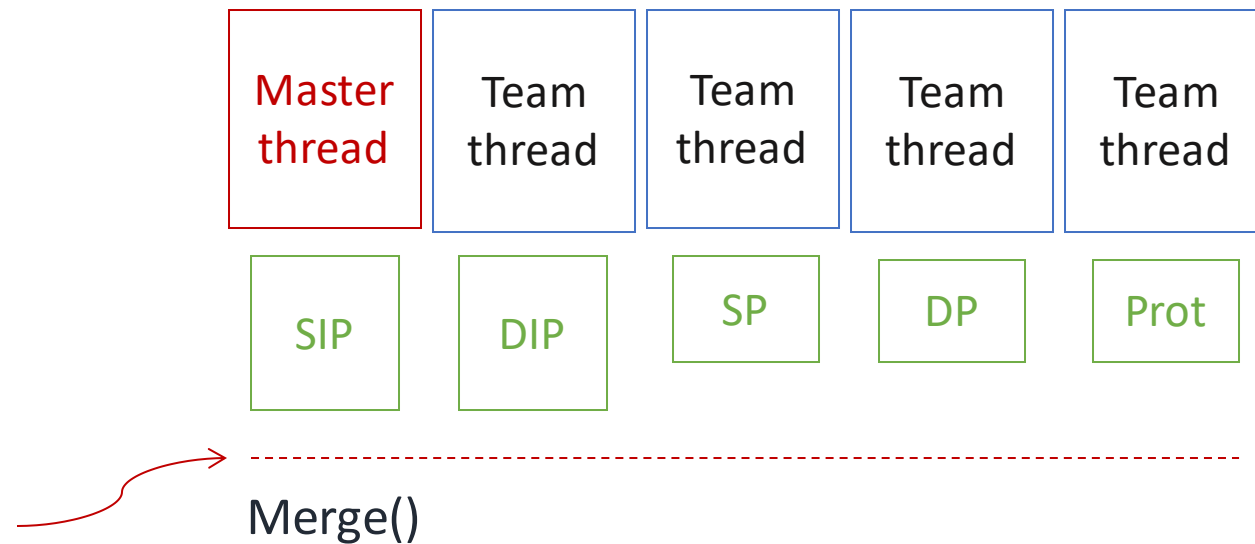 Master
thread
Team
thread
Team
thread
Team
thread
Team
thread
SIP
DIP
SP
DP
Prot
Merge()